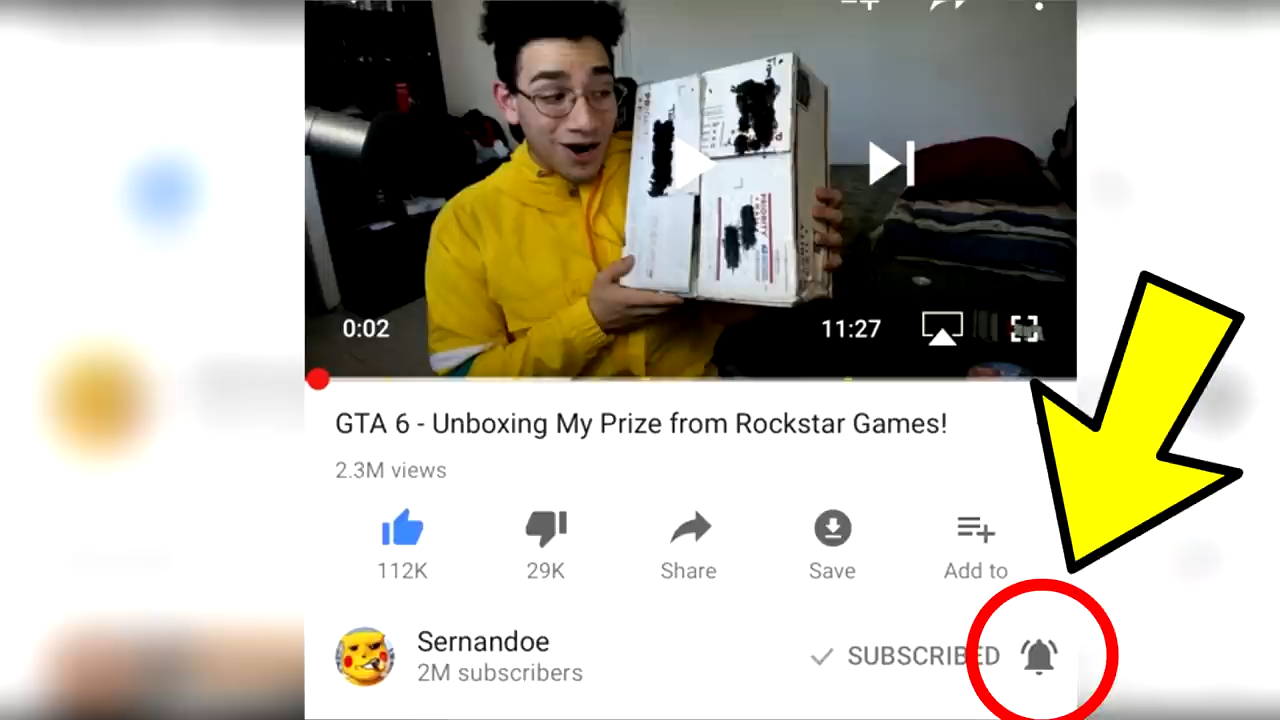 PRIORITY
0:02
11:27
GTA 6 - Unboxing My Prize from Rockstar Games!
2.3M views
112K
29K
Share
Save
Add to
Sernandoe
2M subscribers
SUBSCRIBED